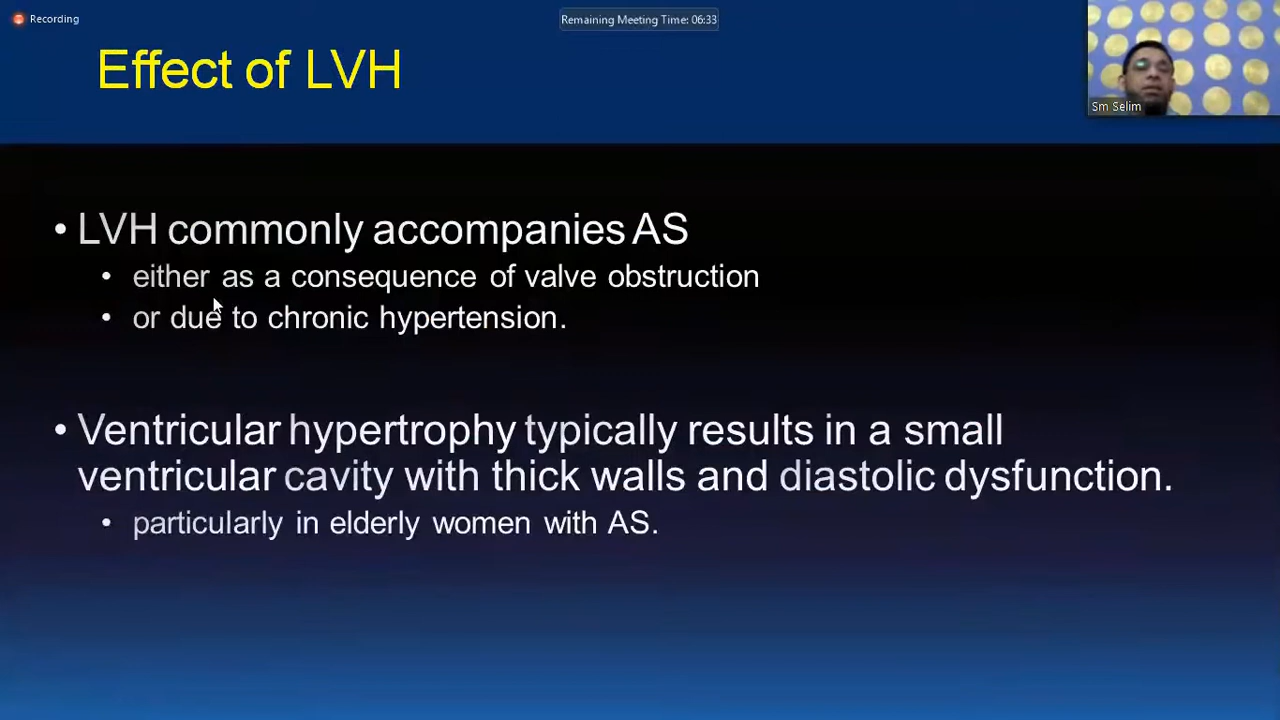 Recording
Remaining Meeting Time: 06:33
Effect of LVH
Sm Selim
• LVH commonly accompanies AS
• either as a consequence of valve obstruction
• or due to chronic hypertension.
• Ventricular hypertrophy typically results in a small
ventricular cavity with thick walls and diastolic dysfunction.
• particularly in elderly women with AS.